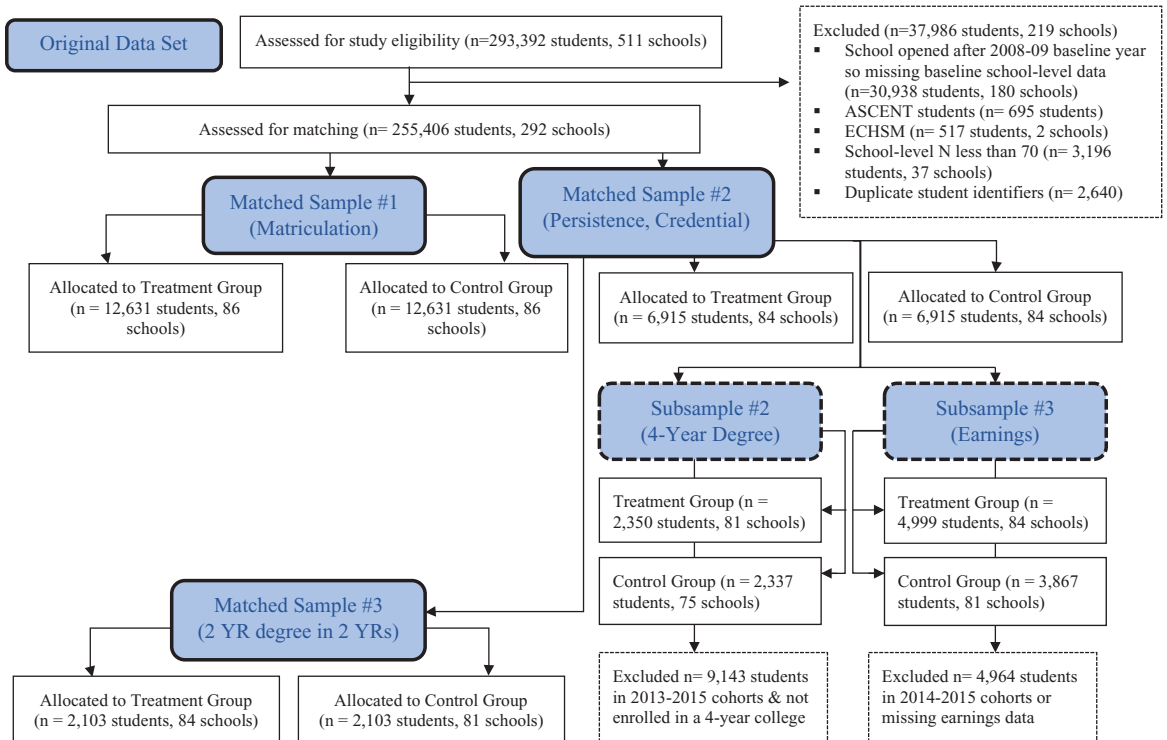 Original Data Set
Assessed for study eligibility (n=293,392 students, 511 schools)
Excluded (n=37,986 students, 219 schools)
▪ School opened after 2008-09 baseline year
so missing baseline school-level data
(n=30,938 students, 180 schools)
▪ ASCENT students (n= 695 students)
▪ ECHSM (n= 517 students, 2 schools)
▪ School-level N less than 70 (n= 3,196
students, 37 schools)
▪ Duplicate student identifiers (n= 2,640)
Assessed for matching (n= 255,406 students, 292 schools)
Matched Sample #1
(Matriculation)
Matched Sample #2
(Persistence, Credential)
Allocated to Treatment Group
(n = 12,631 students, 86
schools)
Allocated to Control Group
(n = 12,631 students, 86
schools)
Allocated to Treatment Group
(n = 6,915 students, 84 schools)
Allocated to Control Group
(n = 6,915 students, 84 schools)
Subsample #2
(4-Year Degree)
Subsample #3
(Earnings)
Treatment Group (n =
2,350 students, 81 schools)
Treatment Group (n =
4,999 students, 84 schools)
Control Group (n = 2,337
students, 75 schools)
Control Group (n = 3,867
students, 81 schools)
Matched Sample #3
(2 YR degree in 2 YRs)
Allocated to Treatment Group
(n = 2,103 students, 84 schools)
Allocated to Control Group
(n = 2,103 students, 81 schools)
Excluded n= 9,143 students
in 2013-2015 cohorts & not
enrolled in a 4-year college
Excluded n= 4,964 students
in 2014-2015 cohorts or
missing earnings data